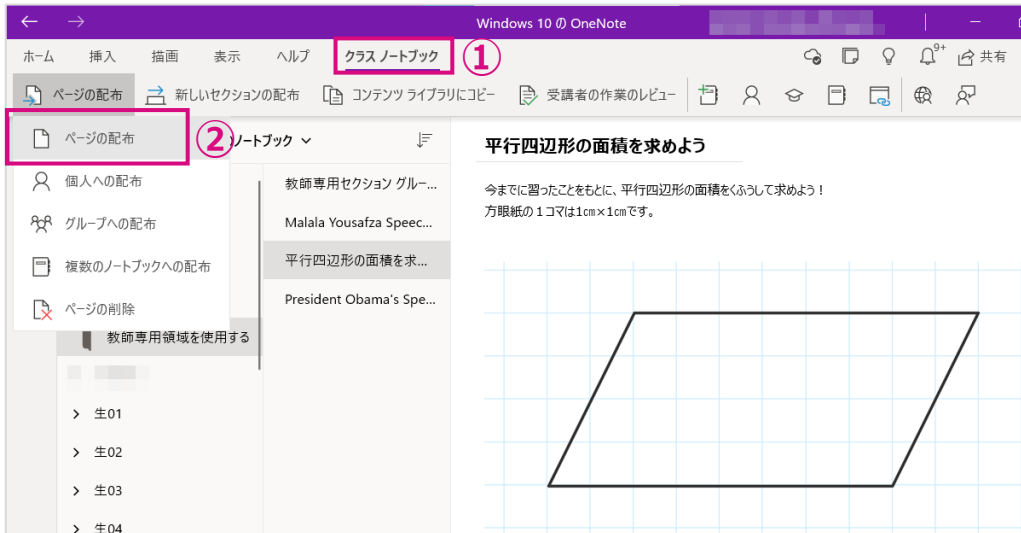 Windows 10 の OneNote
ホーム 挿入 描画 表示 ヘルプ クラス ノートブック ① 9+ 共有
ページの配布 新しいセクションの配布 コンテンツ ライブラリにコピー 受講者の作業のレビュー
ページの配布 ② ノートブック
個人への配布
グループへの配布
複数のノートブックへの配布
ページの削除
教師専用領域を使用する
生01
生02
生03
生04
教師専用セクション グルー...
Malala Yousafza Speec...
平行四辺形の面積を求...
President Obama's Spe...
平行四辺形の面積を求めよう
今までに習ったことをもとに、平行四辺形の面積をくふうして求めよう！
方眼紙の１コマは1cm×1cmです。